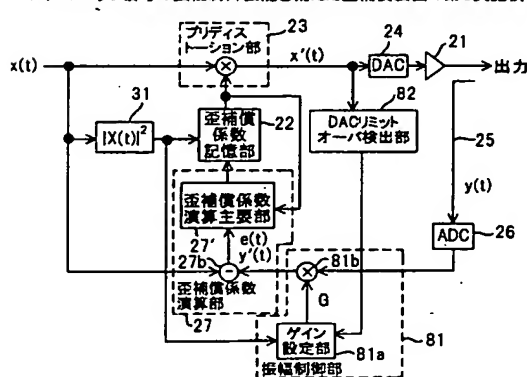 23
プリディス
トーション部
24
21
x(t)
x'(t)
DAC
出力
31
|X(t)|²
歪補償
係数
記憶部
22
82
DACリミット
オーバ検出部
25
y(t)
歪補償係数
演算主要部
27'
e(t)
y'(t)
ADC
26
27b
81b
歪補償係数
演算部
27
G
ゲイン
設定部
81a
81
振幅制御部